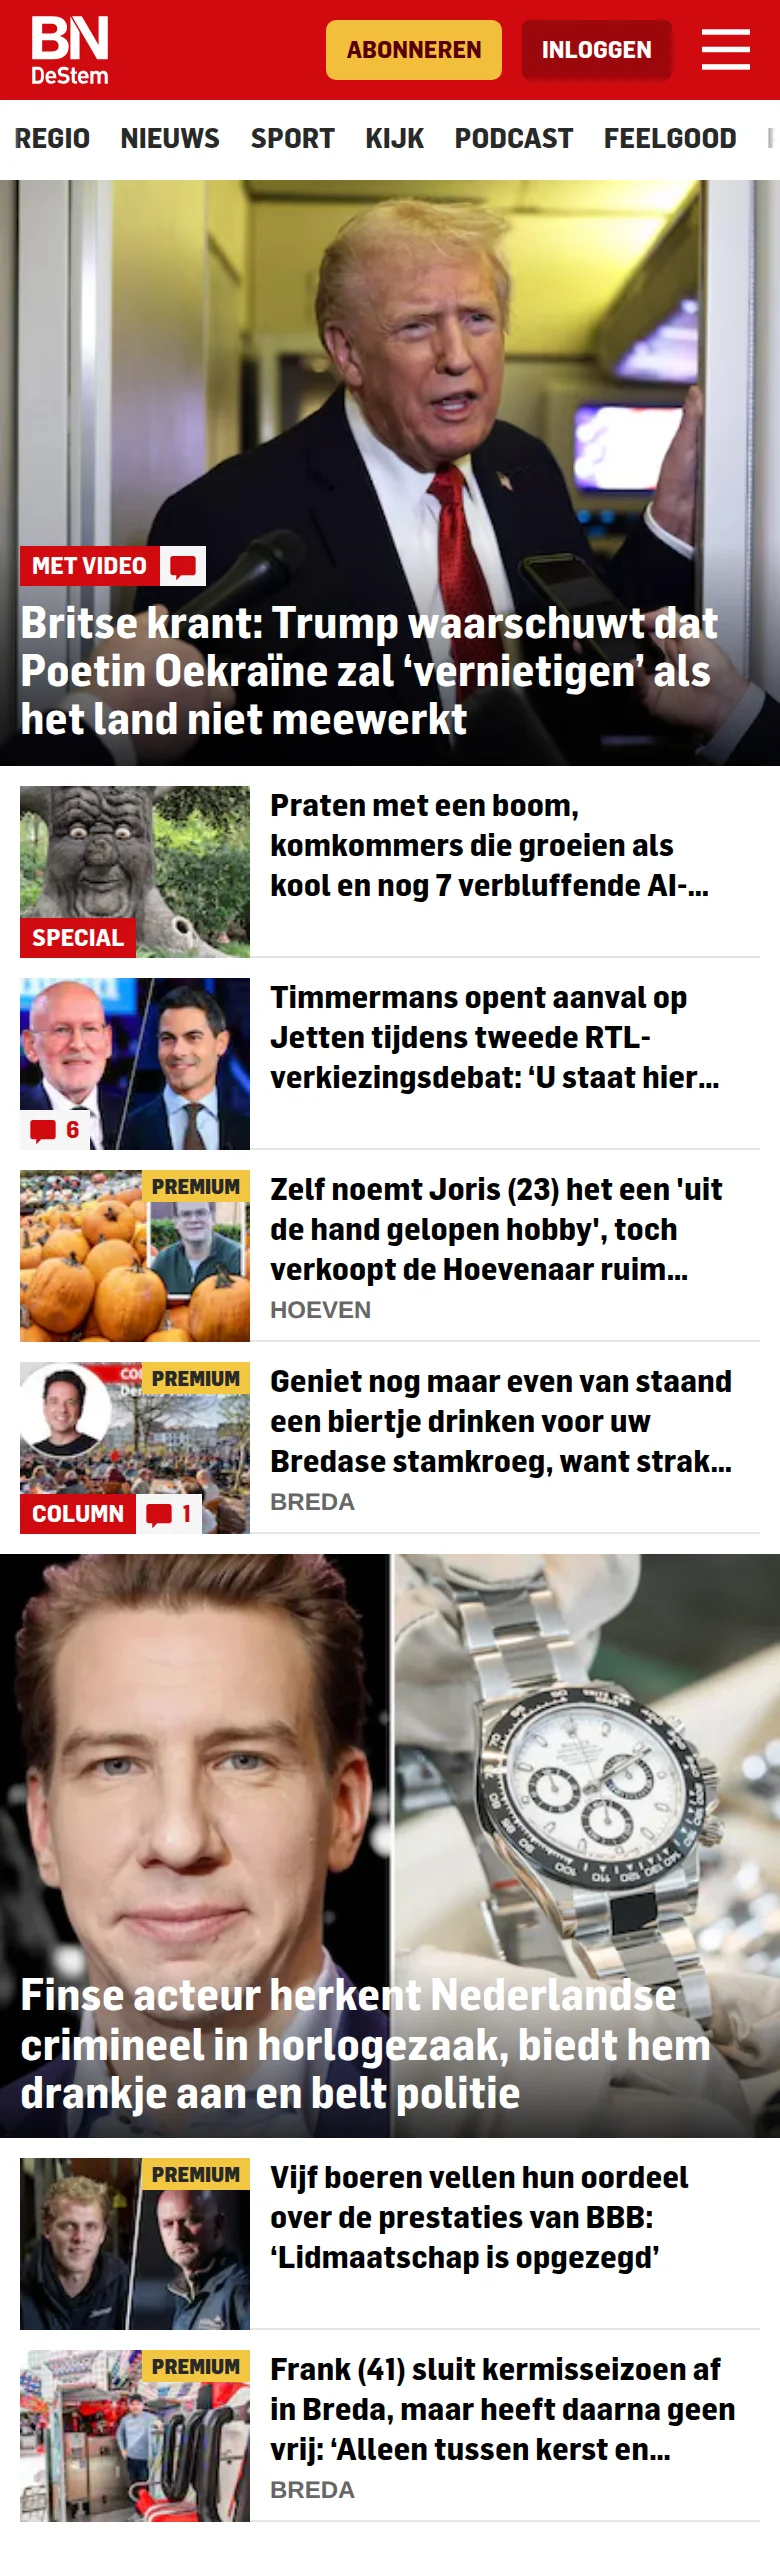 BN
DeStem
ABONNEREN
INLOGGEN
REGIO NIEUWS SPORT KIJK PODCAST FEELGOOD
MET VIDEO
Britse krant: Trump waarschuwt dat
Poetin Oekraïne zal ‘vernietigen’ als
het land niet meewerkt
SPECIAL
Praten met een boom,
komkommers die groeien als
kool en nog 7 verbluffende AI-...
6
Timmermans opent aanval op
Jetten tijdens tweede RTL-
verkiezingsdebat: ‘U staat hier...
PREMIUM
Zelf noemt Joris (23) het een 'uit
de hand gelopen hobby', toch
verkoopt de Hoevenaar ruim...
HOEVEN
PREMIUM
COLUMN
1
Geniet nog maar even van staand
een biertje drinken voor uw
Bredase stamkroeg, want strak...
BREDA
Finse acteur herkent Nederlandse
crimineel in horlogezaak, biedt hem
drankje aan en belt politie
PREMIUM
Vijf boeren vellen hun oordeel
over de prestaties van BBB:
‘Lidmaatschap is opgezegd’
PREMIUM
Frank (41) sluit kermisseizoen af
in Breda, maar heeft daarna geen
vrij: ‘Alleen tussen kerst en...
BREDA